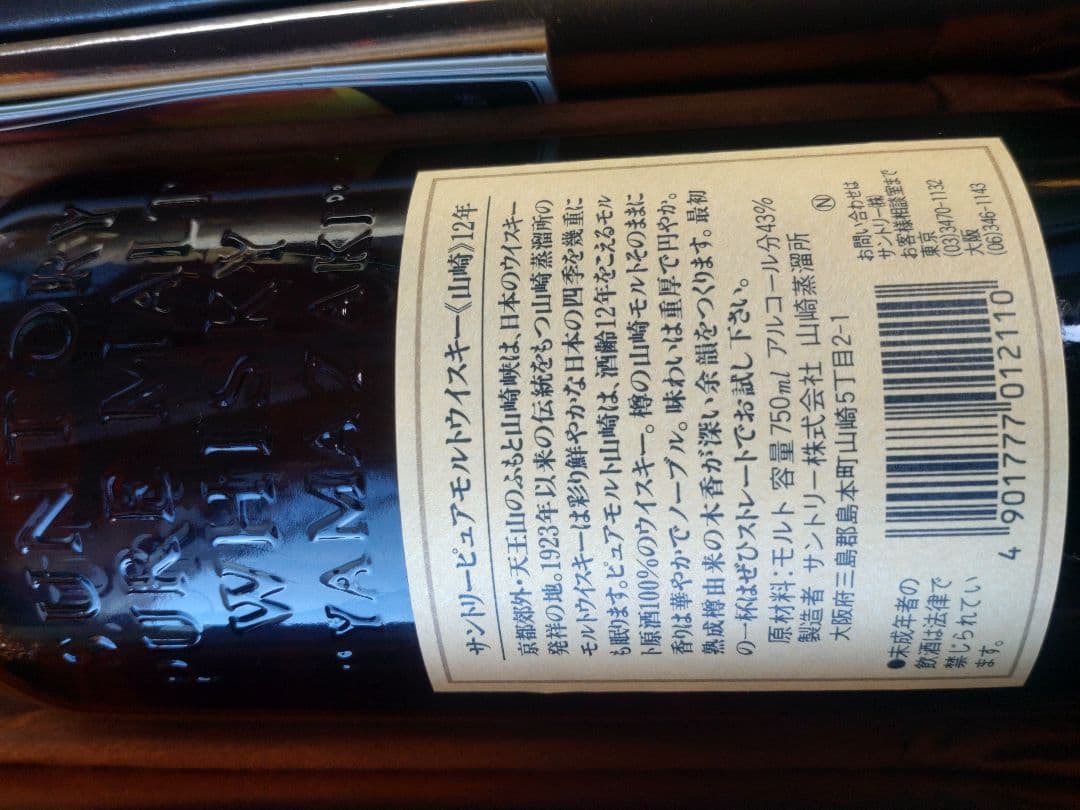 SUNTORY
"PURE MALT"
WHISKY
"YAMAZAKI"
サントリーピュアモルトウイスキー《山崎》12年
京都郊外・天王山のふもと山崎峡は、日本のウイスキー
発祥の地。1923年以来の伝統をもつ山崎蒸溜所の
モルトウイスキーは彩り鮮やかな日本の四季を幾重に
も眠ります。ピュアモルト山崎は、酒齢12年をこえるモル
ト原酒100%のウイスキー。樽の山崎モルトそのままに
香りは華やかでノーブル。味わいは重厚で円やか。
熟成樽由来の木香が深い余韻をつくります。最初
の一杯はぜひストレートでお試し下さい。
原材料:モルト 容量 750ml アルコール分43%
製造者 サントリー株式会社 山崎蒸溜所 Ⓝ
大阪府三島郡島本町山崎5丁目2-1
●未成年者の
飲酒は法律で
禁じられてい
ます。
4 901777 012110
お問い合わせは
サントリー㈱
お客様相談室まで
東京
(03)3470-1132
大阪
(06)346-1143